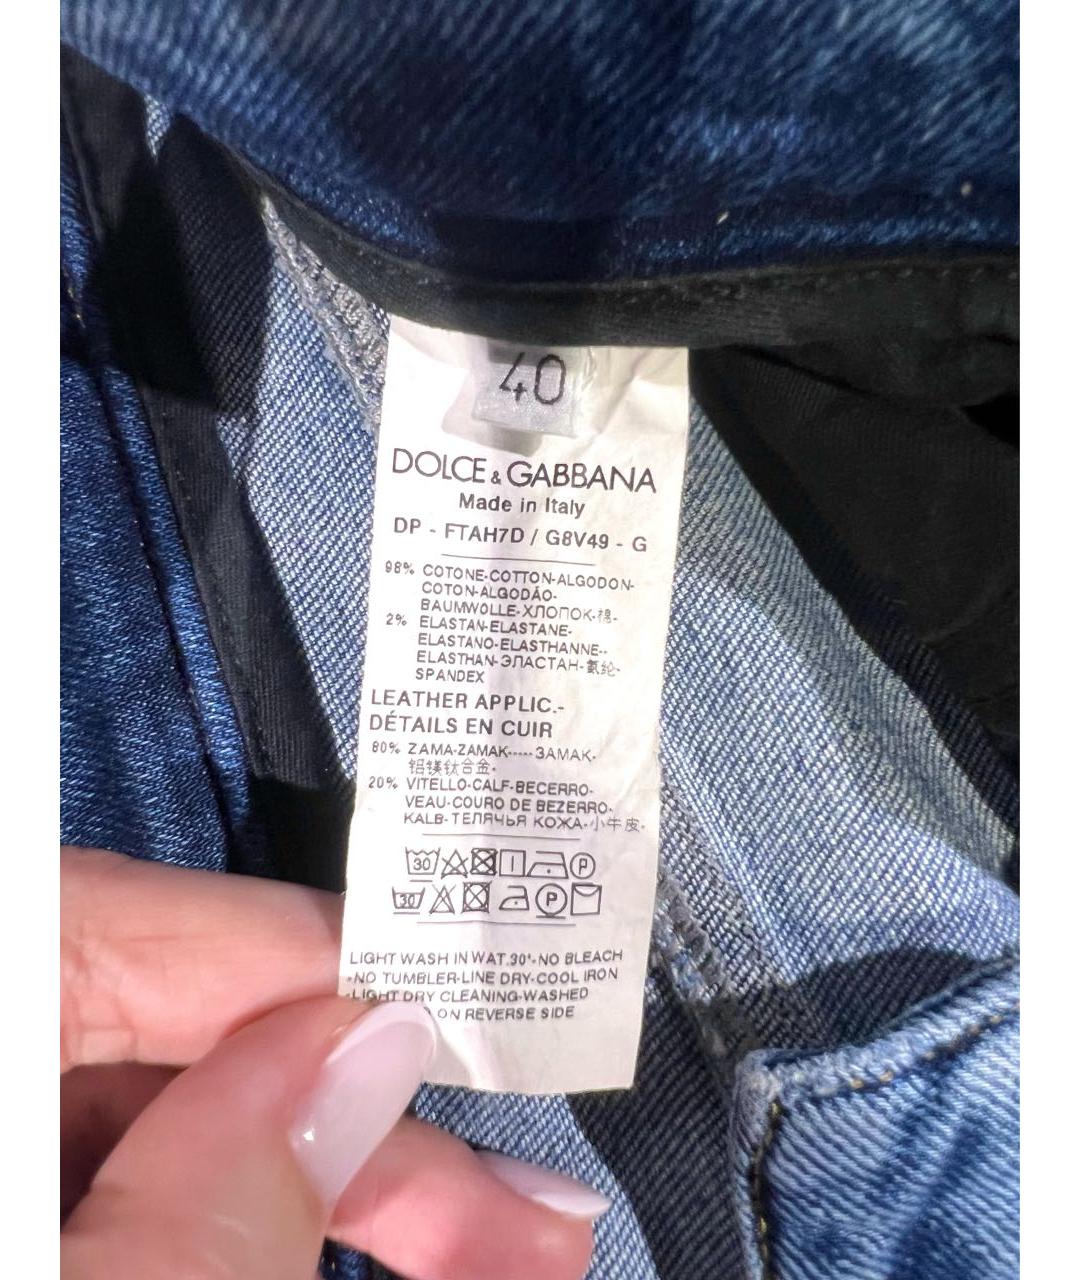 40
DOLCE & GABBANA
Made in Italy
DP - FTAH7D / G8V49 - G
98% COTONE-COTTON-ALGODON-
COTON-ALGODÃO-
BAUMWOLLE-ХЛОПОК-棉-
2% ELASTAN-ELASTANE-
ELASTANO-ELASTHANNE--
ELASTHAN-ЭЛАСТАН-氨纶-
SPANDEX
LEATHER APPLIC.-
DÉTAILS EN CUIR
80% ZAMA-ZAMAK-----ЗАМАК-
铝镁钛合金-
20% VITELLO-CALF-BECERRO-
VEAU-COURO DE BEZERRO-
KALB-ТЕЛЯЧЬЯ КОЖА-小牛皮-
30 P
30 P
LIGHT WASH IN WAT.30°-NO BLEACH
-NO TUMBLER-LINE DRY-COOL IRON
-LIGHT DRY CLEANING-WASHED
ON REVERSE SIDE